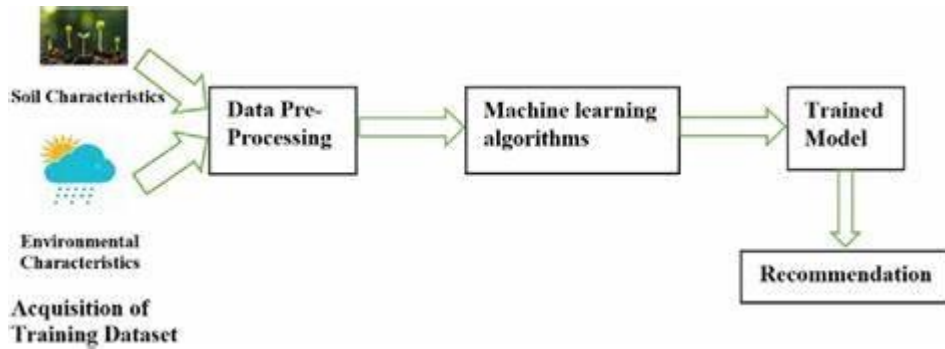 Soil Characteristics
Environmental
Characteristics
Acquisition of
Training Dataset
Data Pre-
Processing
Machine learning
algorithms
Trained
Model
Recommendation